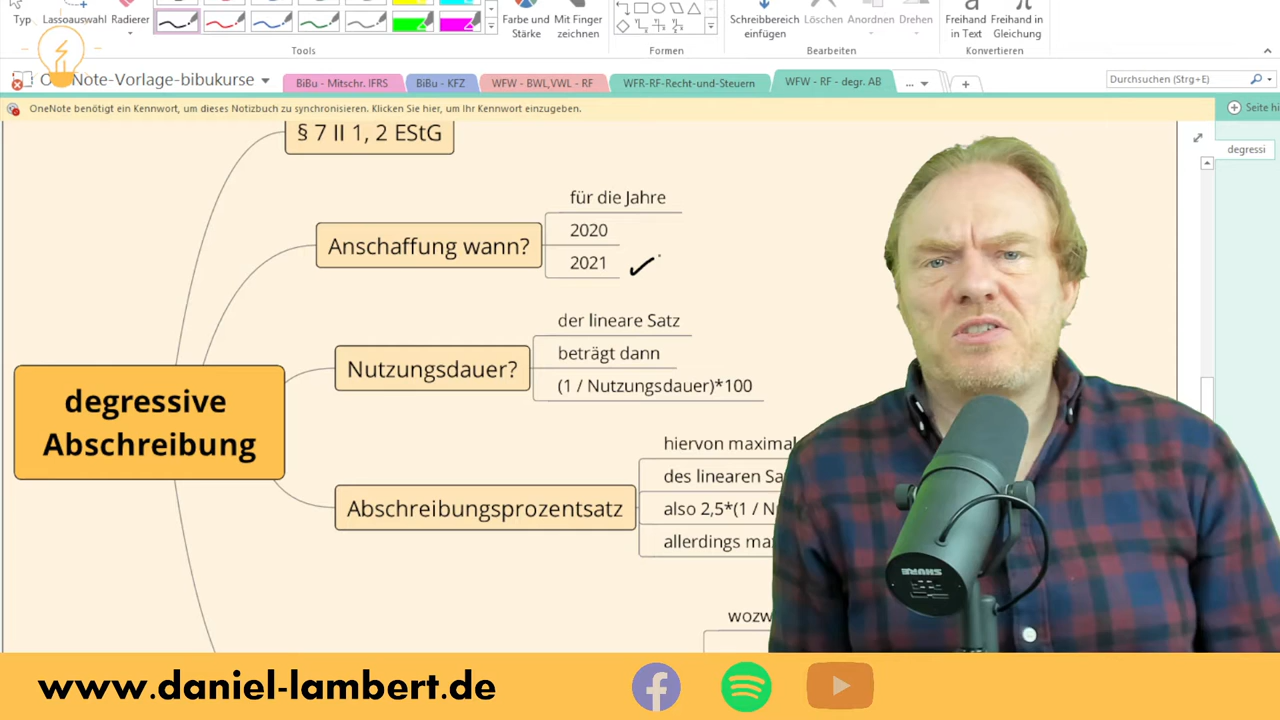 Typ
Lassoauswahl
Radierer
Farbe und
Stärke
Mit Finger
zeichnen
Schreibbereich
einfügen
Löschen
Anordnen
Drehen
Freihand
in Text
Freihand in
Gleichung
Tools
Formen
Bearbeiten
Konvertieren
Note-Vorlage-bibukurse
BiBu - Mitschr. IFRS
BiBu - KFZ
WFW - BWL,VWL - RF
WFR-RF-Recht-und-Steuern
WFW - RF - degr. AB
...
Durchsuchen (Strg+E)
OneNote benötigt ein Kennwort, um dieses Notizbuch zu synchronisieren. Klicken Sie hier, um Ihr Kennwort einzugeben.
Seite hi
degressi
§ 7 II 1, 2 EStG
Anschaffung wann?
für die Jahre
2020
2021
Nutzungsdauer?
der lineare Satz
beträgt dann
(1 / Nutzungsdauer)*100
degressive
Abschreibung
Abschreibungsprozentsatz
hiervon maximal
des linearen Sa
also 2,5*(1 / N
allerdings ma
wozw
SHURE
www.daniel-lambert.de